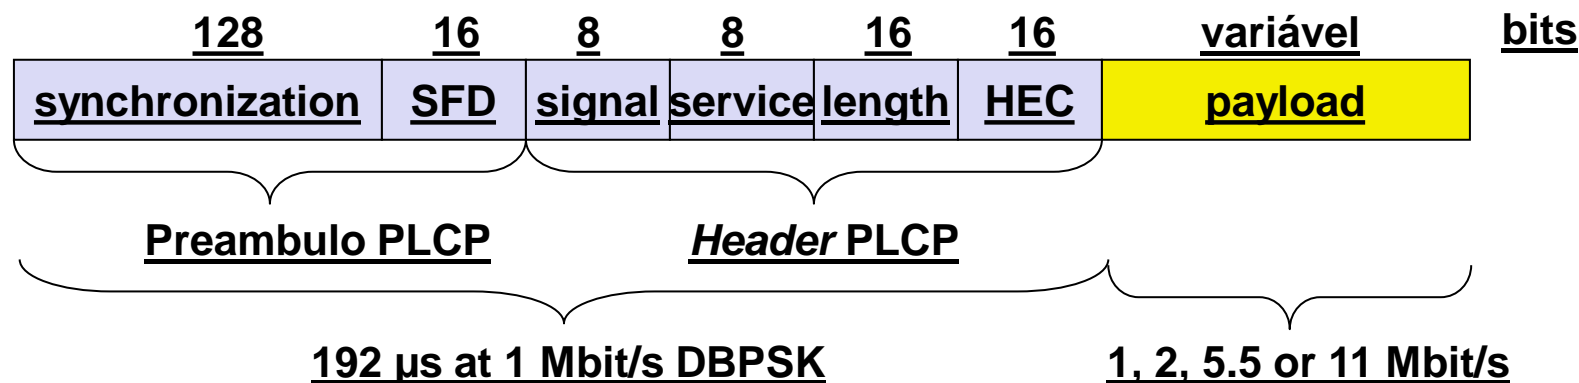 128 16 8 8 16 16 variável bits
synchronization SFD signal service length HEC payload
Preambulo PLCP Header PLCP
192 µs at 1 Mbit/s DBPSK 1, 2, 5.5 or 11 Mbit/s